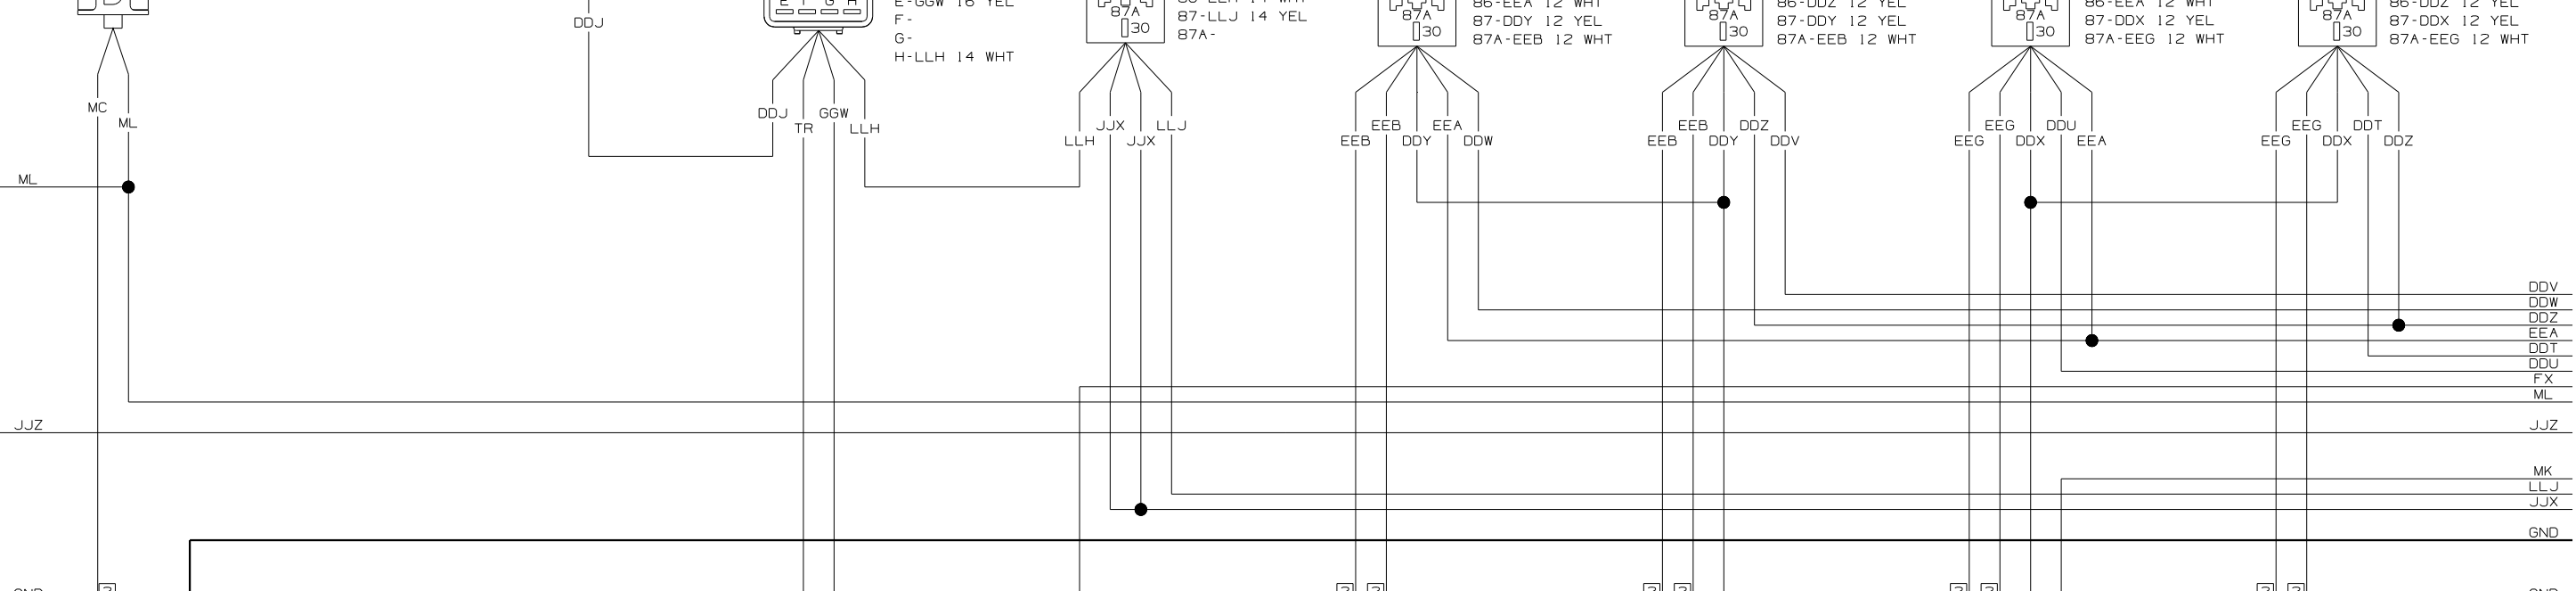 E-GGW 16 YEL
F-
G-
H-LLH 14 WHT
E F G H
87A
30
87-LLJ 14 YEL
87A-
87A
30
86-EEA 12 WHT
87-DDY 12 YEL
87A-EEB 12 WHT
87A
30
86-DDZ 12 YEL
87-DDY 12 YEL
87A-EEB 12 WHT
87A
30
86-EEA 12 WHT
87-DDX 12 YEL
87A-EEG 12 WHT
87A
30
86-DDZ 12 YEL
87-DDX 12 YEL
87A-EEG 12 WHT
DDJ
MC
ML
DDJ
TR
GGW
LLH
LLH
JJX
JJX
LLJ
EEB
EEB
DDY
EEA
DDW
EEB
EEB
DDY
DDZ
DDV
EEG
EEG
DDX
DDU
EEA
EEG
EEG
DDX
DDT
DDZ
ML
DDV
DDW
DDZ
EEA
DDT
DDU
FX
ML
JJZ
JJZ
MK
LLJ
JJX
GND